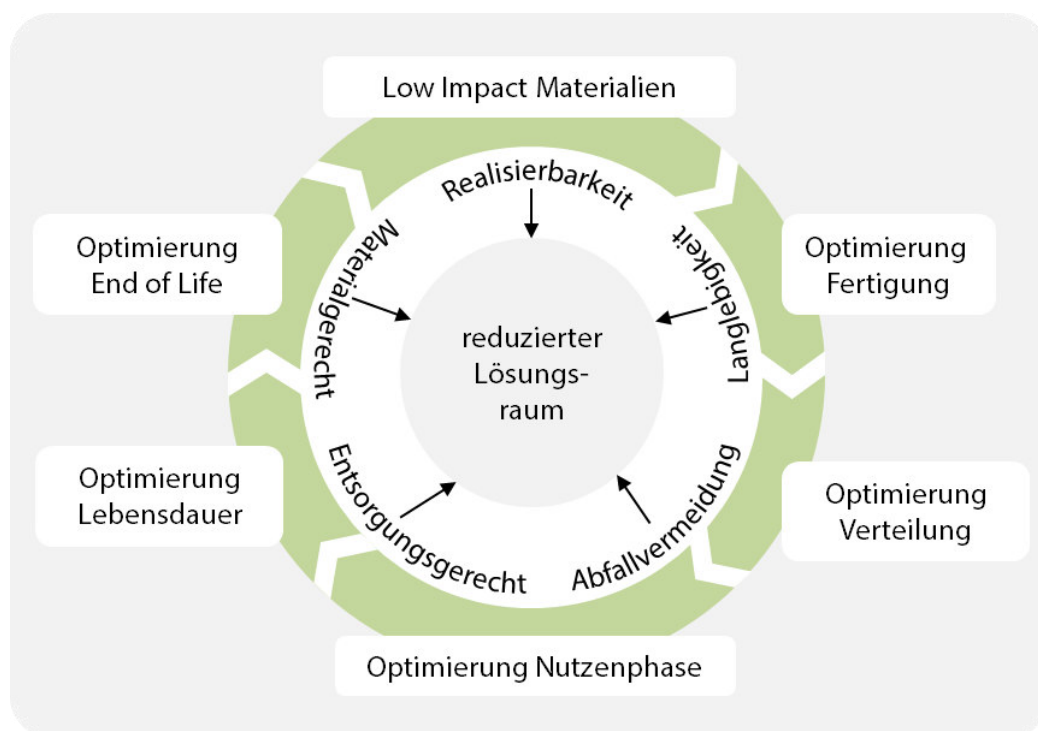 Low Impact Materialien
Realisierbarkeit
Materialgerecht
Langlebigkeit
Optimierung
End of Life
Optimierung
Fertigung
reduzierter
Lösungs-
raum
Entsorgungsgerecht
Abfallvermeidung
Optimierung
Lebensdauer
Optimierung
Verteilung
Optimierung Nutzenphase